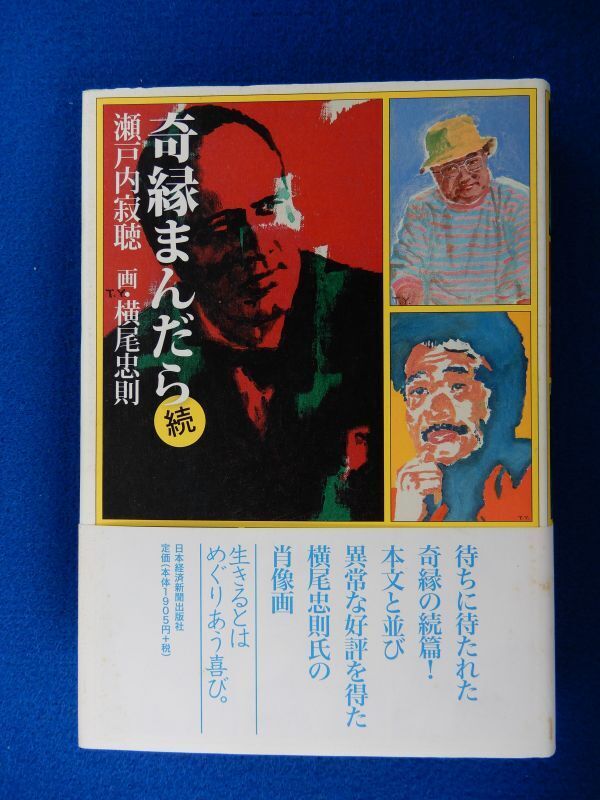 奇縁まんだら
続
瀬戸内寂聴
画・横尾忠則
T.Y.
T.Y.
T.Y.
待ちに待たれた
奇縁の続篇!
本文と並び
異常な好評を得た
横尾忠則氏の
肖像画
生きるとは
めぐりあう喜び。
日本経済新聞出版社
定価(本体1905円+税)